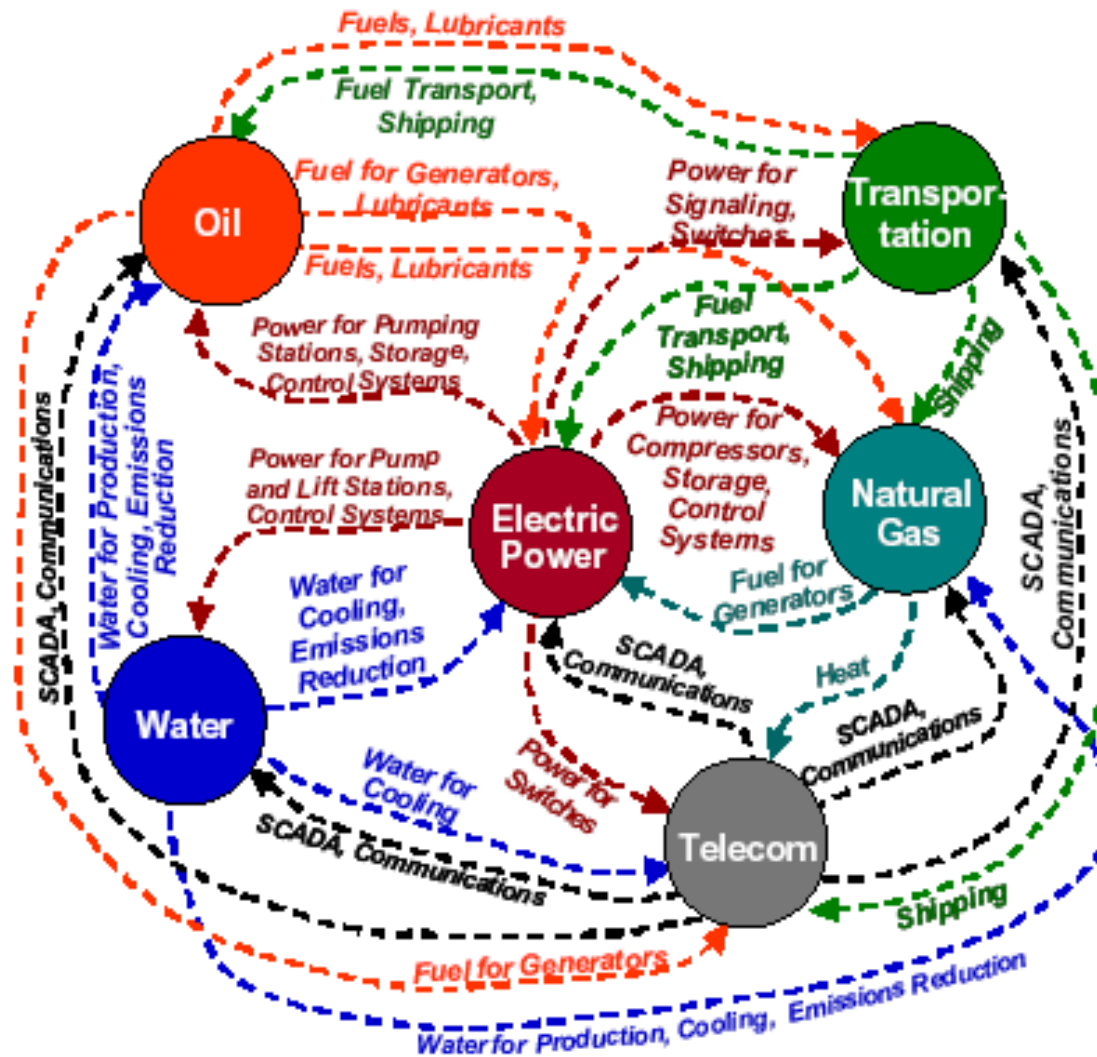 Fuels, Lubricants
Fuel Transport,
Shipping
Oil
Fuel for Generators,
Lubricants
Fuels, Lubricants
Power for
Signaling,
Switches
Transpor-
tation
Fuel
Transport,
Shipping
Shipping
Power for Pumping
Stations, Storage,
Control Systems
Power for Pump
and Lift Stations,
Control Systems
Power for
Compressors,
Storage,
Control
Systems
Electric
Power
Natural
Gas
SCADA,
Communications
SCADA, Communications
Water for Production,
Cooling, Emissions
Reduction
Water for
Cooling,
Emissions
Reduction
Fuel for
Generators
SCADA,
Communications
Heat
SCADA,
Communications
Water
Water for
Cooling
Power for
Switches
SCADA, Communications
Telecom
Shipping
Fuel for Generators
Water for Production, Cooling, Emissions Reduction